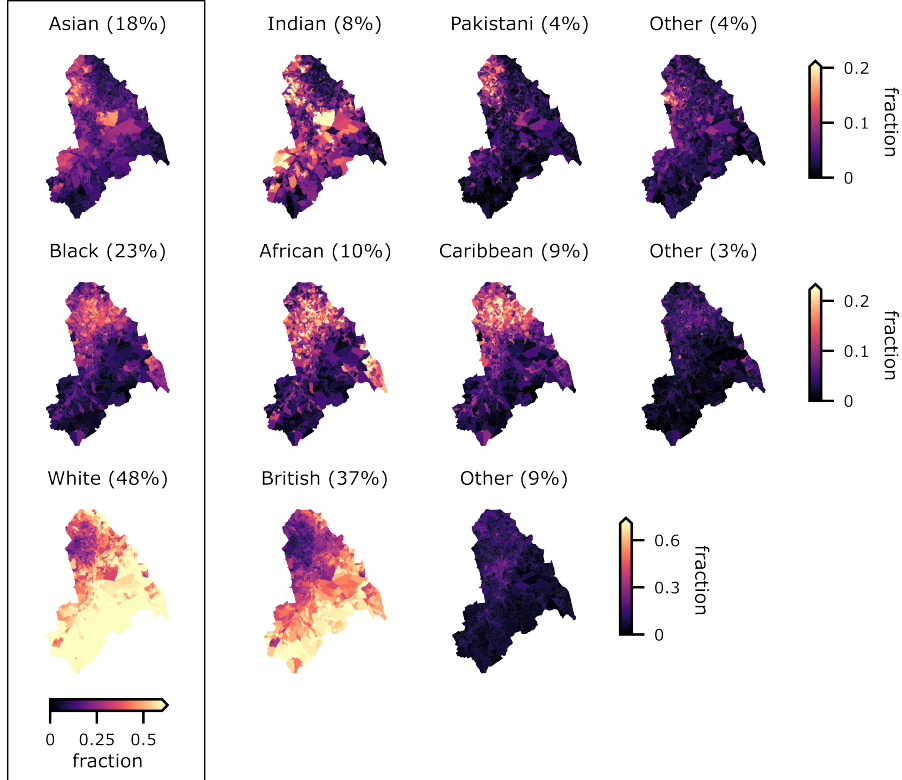 Asian (18%)
Indian (8%)
Pakistani (4%)
Other (4%)
0.2
0.1
0
fraction
Black (23%)
African (10%)
Caribbean (9%)
Other (3%)
0.2
0.1
0
fraction
White (48%)
British (37%)
Other (9%)
0.6
0.3
0
fraction
0 0.25 0.5
fraction